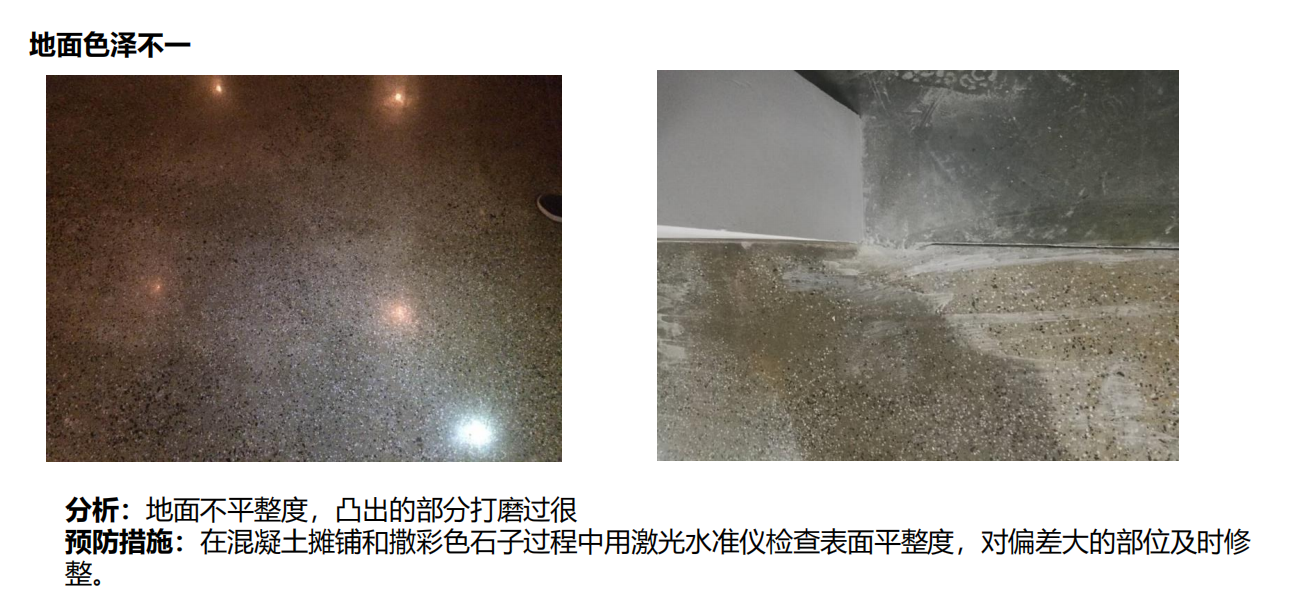 地面色泽不一
分析：地面不平整度，凸出的部分打磨过很
预防措施：在混凝土摊铺和撒彩色石子过程中用激光水准仪检查表面平整度，对偏差大的部位及时修
整。